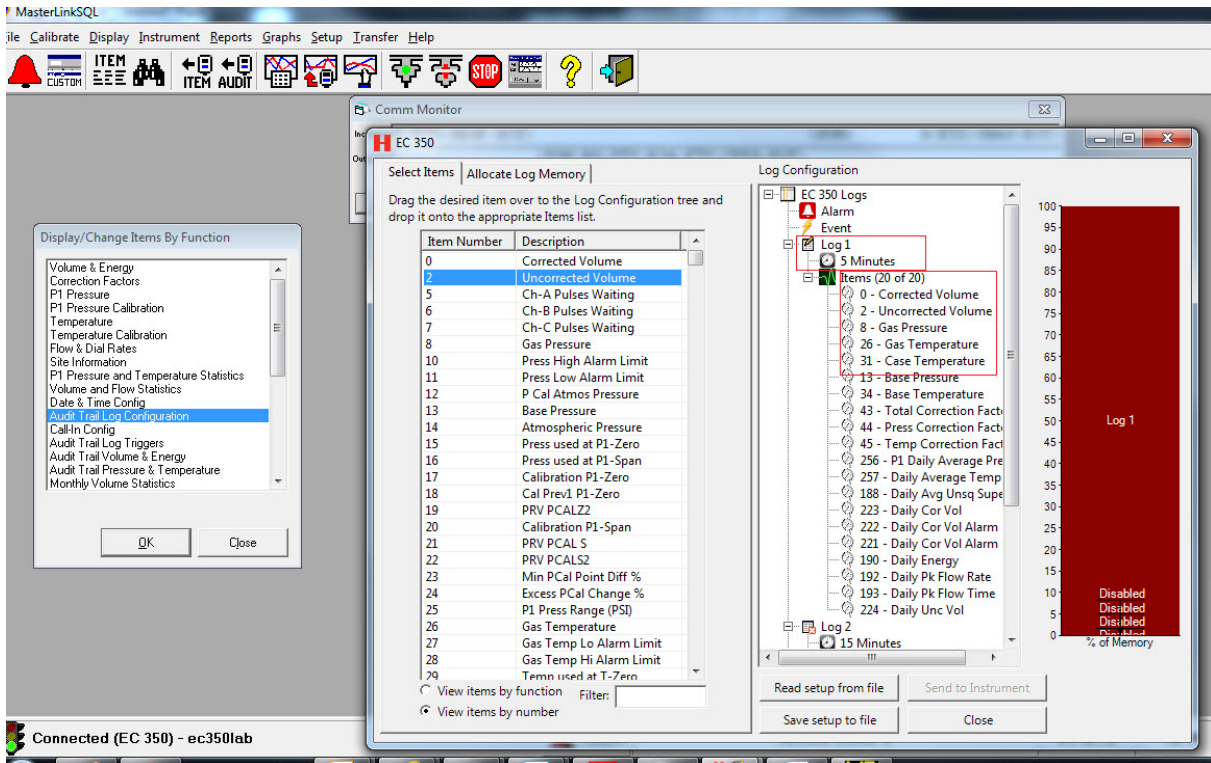 MasterLinkSQL
ile Calibrate Display Instrument Reports Graphs Setup Transfer Help
CUSTOM ITEM ITEM AUDIT STOP
Comm Monitor
EC 350
Select Items Allocate Log Memory
Drag the desired item over to the Log Configuration tree and
drop it onto the appropriate Items list.
Item Number Description
0 Corrected Volume
2 Uncorrected Volume
5 Ch-A Pulses Waiting
6 Ch-B Pulses Waiting
7 Ch-C Pulses Waiting
8 Gas Pressure
10 Press High Alarm Limit
11 Press Low Alarm Limit
12 P Cal Atmos Pressure
13 Base Pressure
14 Atmospheric Pressure
15 Press used at P1-Zero
16 Press used at P1-Span
17 Calibration P1-Zero
18 Cal Prev1 P1-Zero
19 PRV PCALZ2
20 Calibration P1-Span
21 PRV PCAL S
22 PRV PCALS2
23 Min PCal Point Diff %
24 Excess PCal Change %
25 P1 Press Range (PSI)
26 Gas Temperature
27 Gas Temp Lo Alarm Limit
28 Gas Temp Hi Alarm Limit
29 Temp used at T-Zero
View items by function Filter:
View items by number
Log Configuration
EC 350 Logs
Alarm
Event
Log 1
5 Minutes
Items (20 of 20)
0 - Corrected Volume
2 - Uncorrected Volume
8 - Gas Pressure
26 - Gas Temperature
31 - Case Temperature
13 - Base Pressure
34 - Base Temperature
43 - Total Correction Fact
44 - Press Correction Fact
45 - Temp Correction Fact
256 - P1 Daily Average Pre
257 - Daily Average Temp
188 - Daily Avg Unsq Supe
223 - Daily Cor Vol
222 - Daily Cor Vol Alarm
221 - Daily Cor Vol Alarm
190 - Daily Energy
192 - Daily Pk Flow Rate
193 - Daily Pk Flow Time
224 - Daily Unc Vol
Log 2
15 Minutes
100
95
90
85
80
75
70
65
60
55
50
45
40
35
30
25
20
15
10
5
0
Log 1
Disabled
Disabled
Disabled
Disabled
% of Memory
Read setup from file Send to Instrument
Save setup to file Close
Display/Change Items By Function
Volume & Energy
Correction Factors
P1 Pressure
P1 Pressure Calibration
Temperature
Temperature Calibration
Flow & Dial Rates
Site Information
P1 Pressure and Temperature Statistics
Volume and Flow Statistics
Date & Time Config
Audit Trail Log Configuration
Call-In Config
Audit Trail Log Triggers
Audit Trail Volume & Energy
Audit Trail Pressure & Temperature
Monthly Volume Statistics
OK Close
Connected (EC 350) - ec350lab